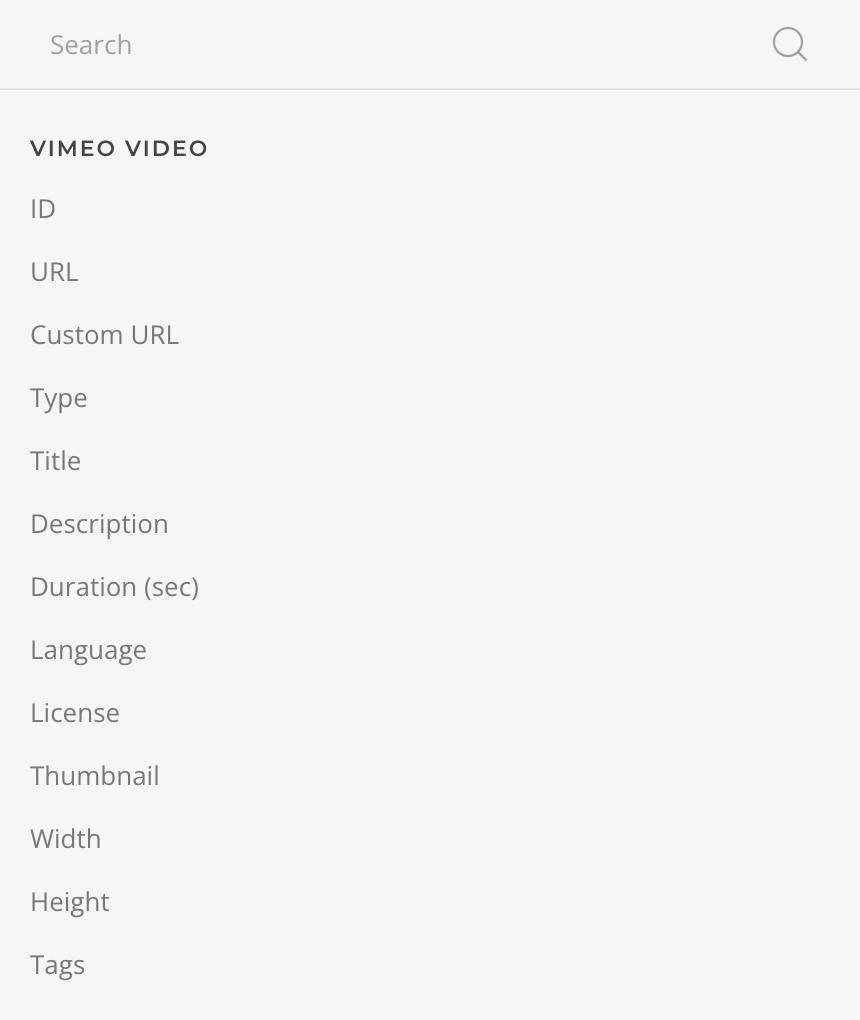 Search
VIMEO VIDEO
ID
URL
Custom URL
Type
Title
Description
Duration (sec)
Language
License
Thumbnail
Width
Height
Tags